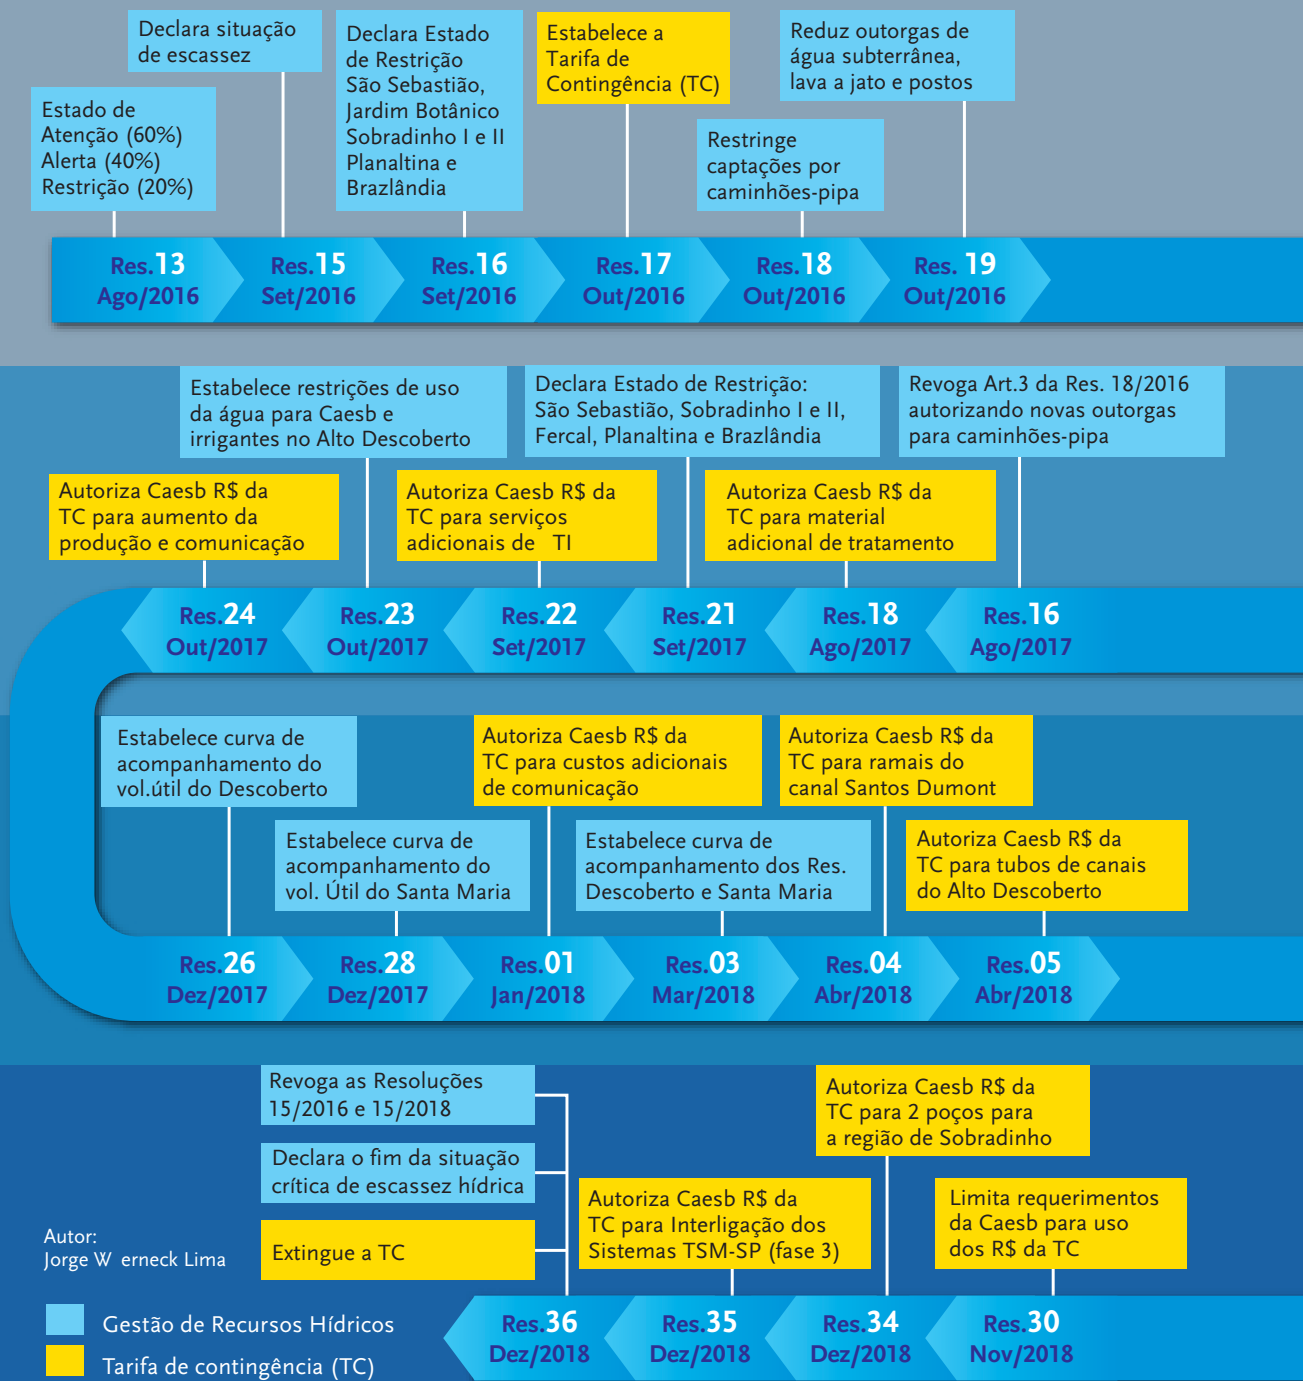 Declara situação
de escassez
Declara Estado
de Restrição
São Sebastião,
Jardim Botânico
Sobradinho I e II
Planaltina e
Brazlândia
Estabelece a
Tarifa de
Contingência (TC)
Reduz outorgas de
água subterrânea,
lava a jato e postos
Estado de
Atenção (60%)
Alerta (40%)
Restrição (20%)
Restringe
captações por
caminhões-pipa
Res.13
Ago/2016
Res.15
Set/2016
Res.16
Set/2016
Res.17
Out/2016
Res.18
Out/2016
Res. 19
Out/2016
Estabelece restrições de uso
da água para Caesb e
irrigantes no Alto Descoberto
Declara Estado de Restrição:
São Sebastião, Sobradinho I e II,
Fercal, Planaltina e Brazlândia
Revoga Art.3 da Res. 18/2016
autorizando novas outorgas
para caminhões-pipa
Autoriza Caesb R$ da
TC para aumento da
produção e comunicação
Autoriza Caesb R$ da
TC para serviços
adicionais de TI
Autoriza Caesb R$ da
TC para material
adicional de tratamento
Res.24
Out/2017
Res.23
Out/2017
Res.22
Set/2017
Res.21
Set/2017
Res.18
Ago/2017
Res.16
Ago/2017
Estabelece curva de
acompanhamento do
vol.útil do Descoberto
Autoriza Caesb R$ da
TC para custos adicionais
de comunicação
Autoriza Caesb R$ da
TC para ramais do
canal Santos Dumont
Estabelece curva de
acompanhamento do
vol. Útil do Santa Maria
Estabelece curva de
acompanhamento dos Res.
Descoberto e Santa Maria
Autoriza Caesb R$ da
TC para tubos de canais
do Alto Descoberto
Res.26
Dez/2017
Res.28
Dez/2017
Res.01
Jan/2018
Res.03
Mar/2018
Res.04
Abr/2018
Res.05
Abr/2018
Revoga as Resoluções
15/2016 e 15/2018
Declara o fim da situação
crítica de escassez hídrica
Extingue a TC
Autoriza Caesb R$ da
TC para 2 poços para
a região de Sobradinho
Autoriza Caesb R$ da
TC para Interligação dos
Sistemas TSM-SP (fase 3)
Limita requerimentos
da Caesb para uso
dos R$ da TC
Res.36
Dez/2018
Res.35
Dez/2018
Res.34
Dez/2018
Res.30
Nov/2018
Autor:
Jorge W erneck Lima
Gestão de Recursos Hídricos
Tarifa de contingência (TC)